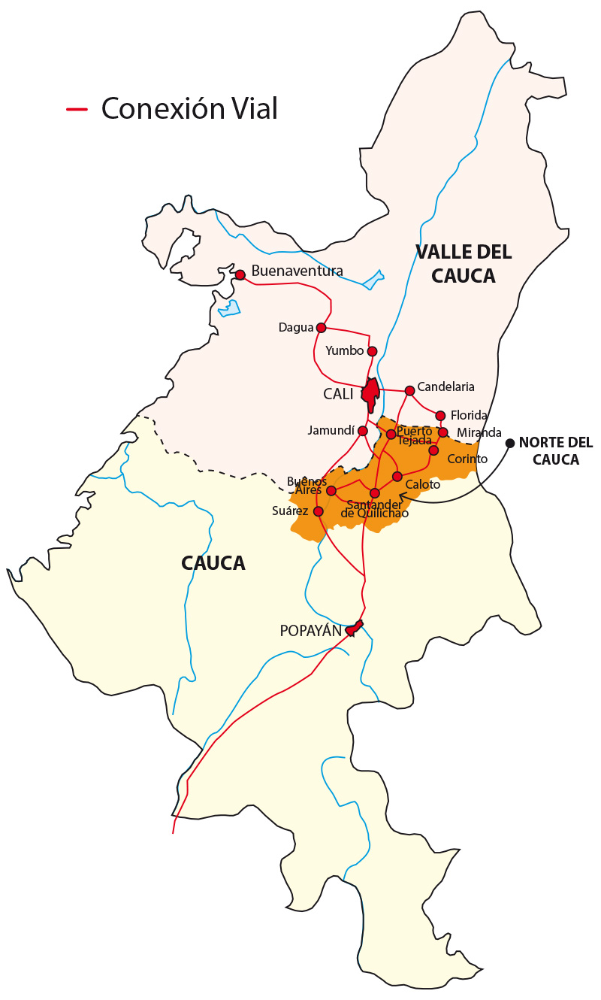 Conexión Vial
VALLE DEL
CAUCA
Buenaventura
Dagua
Yumbo
CALI
Candelaria
Florida
Jamundí
Puerto
Tejada
Miranda
NORTE DEL
CAUCA
Corinto
Buenos
Aires
Caloto
Suárez
Santander
de Quilichao
CAUCA
POPAYÁN